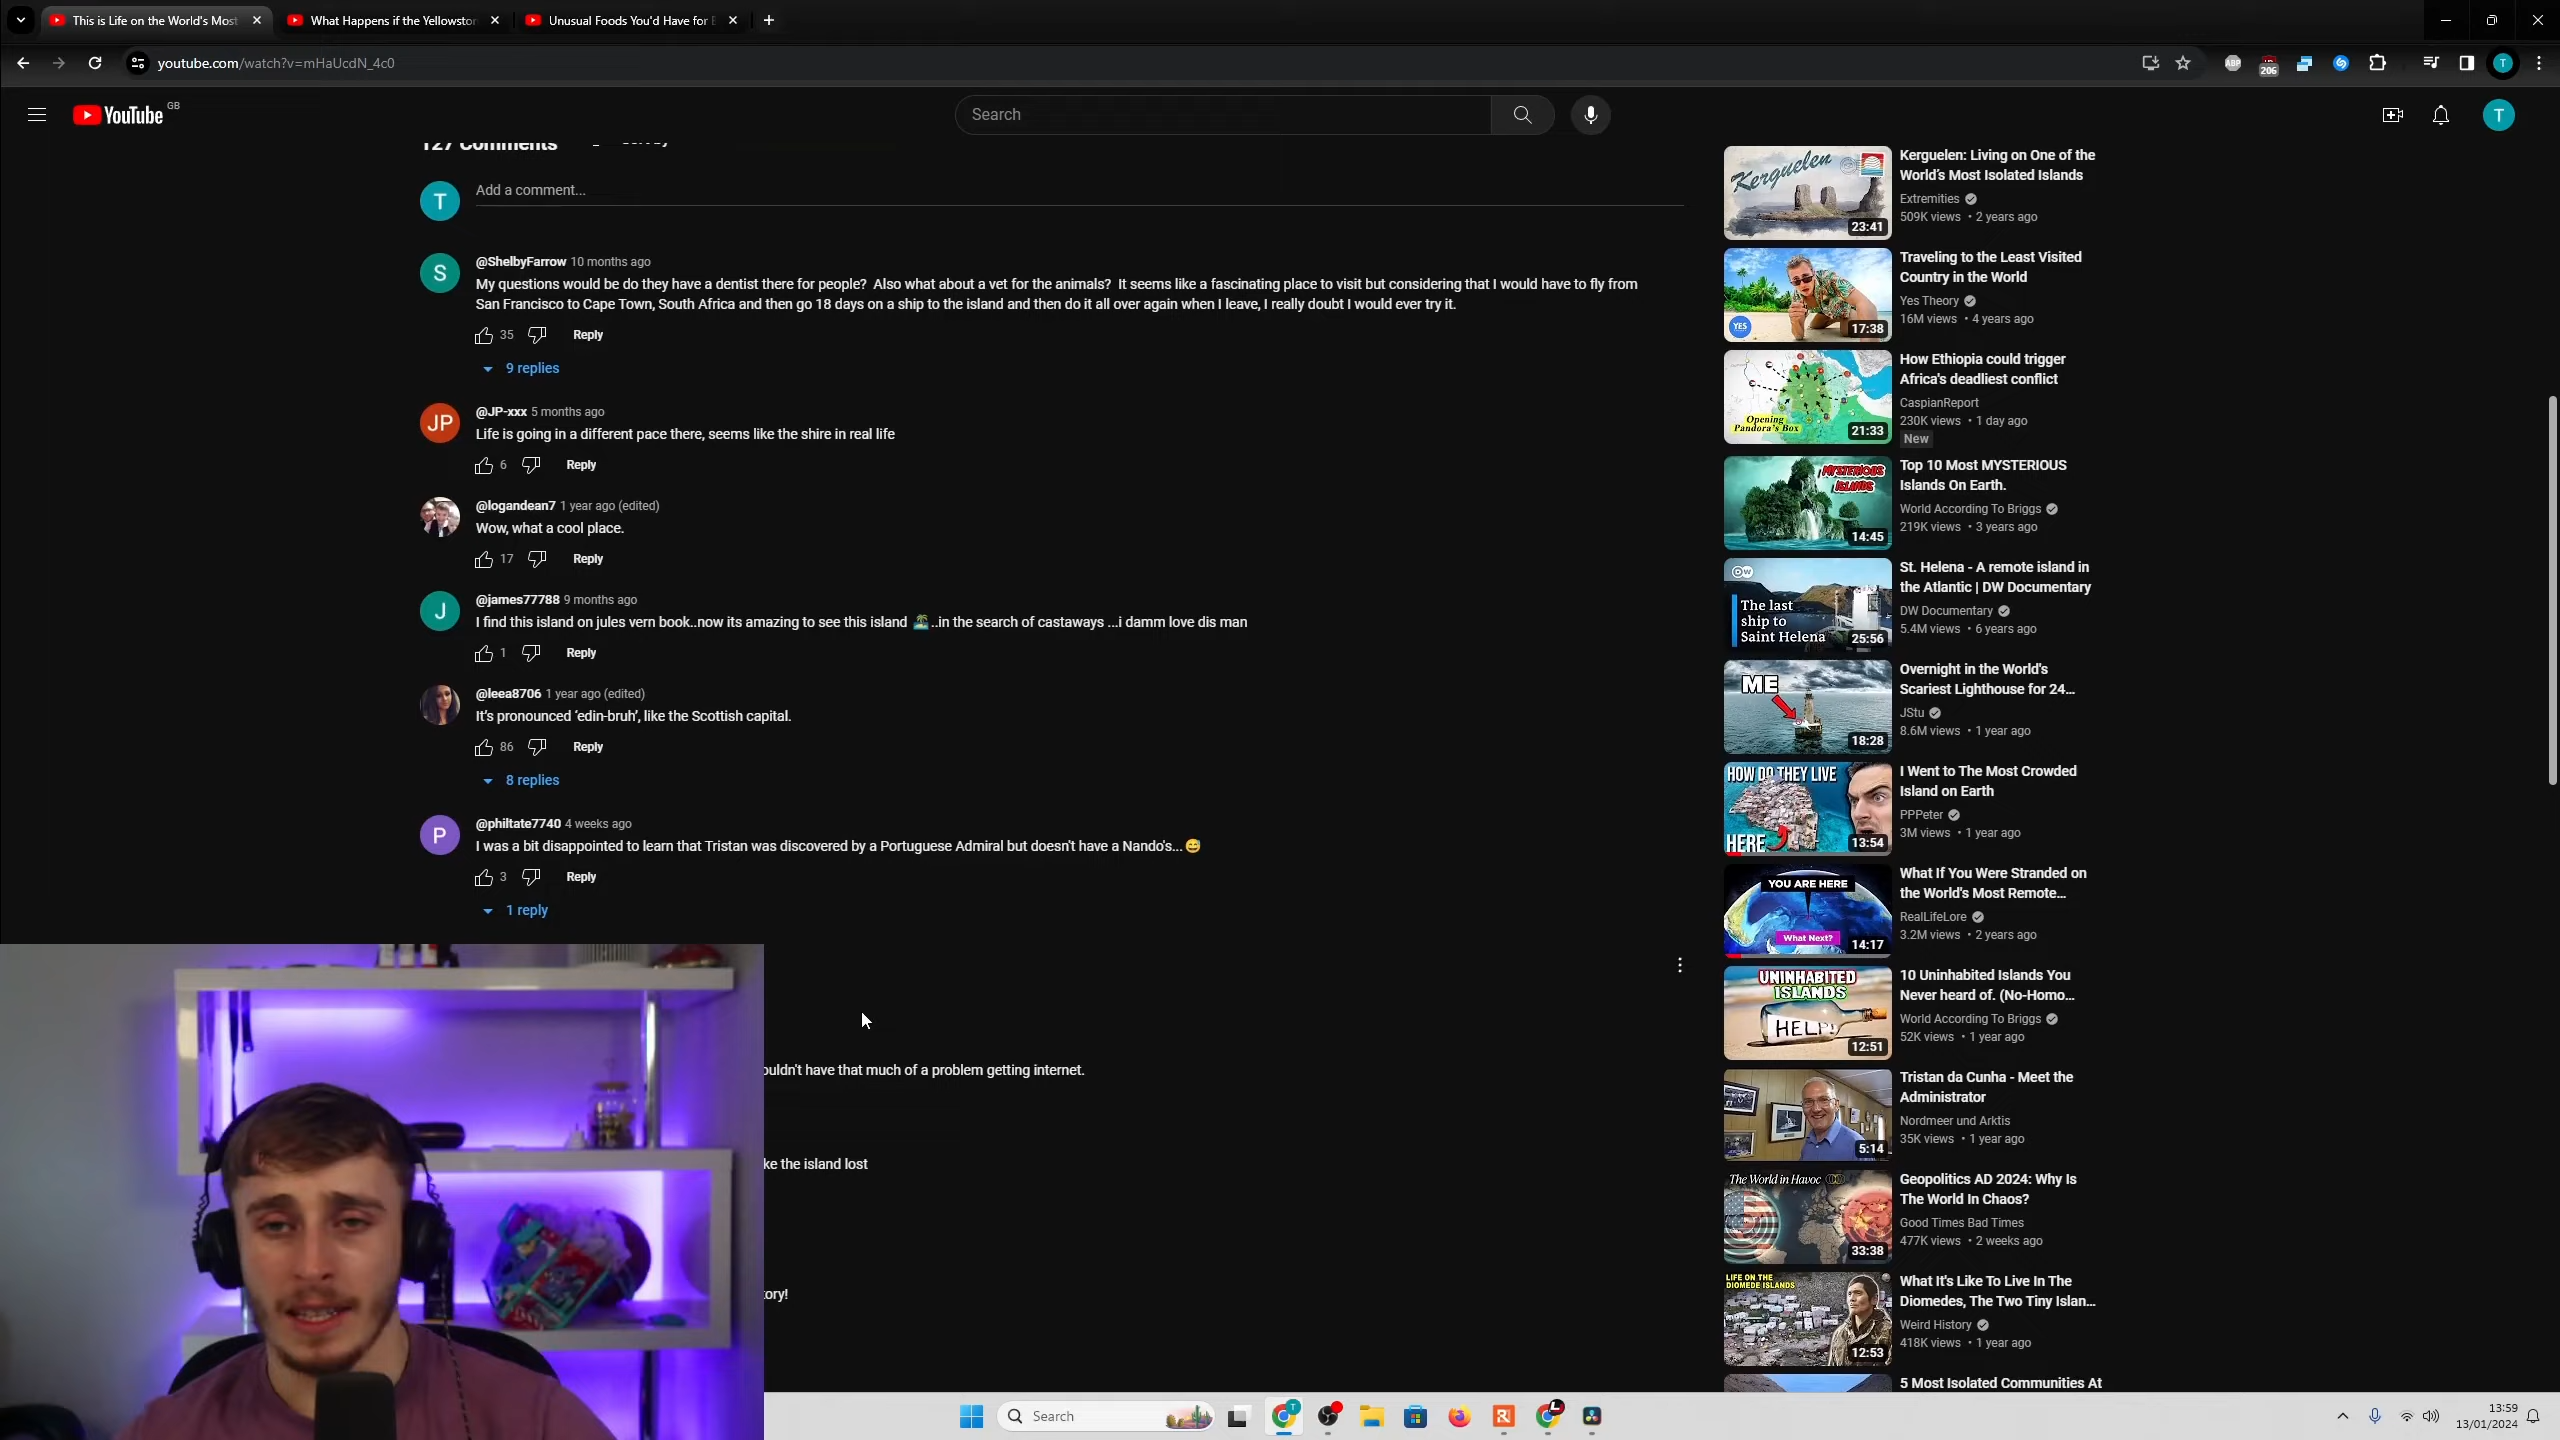 This is Life on the World's Most
What Happens if the Yellowston
Unusual Foods You'd Have for
youtube.com/watch?v=mHaUcdN_4c0
ABP
206
T
YouTube GB
Search
T
127 Comments
T
Add a comment...
S
@ShelbyFarrow 10 months ago
My questions would be do they have a dentist there for people? Also what about a vet for the animals? It seems like a fascinating place to visit but considering that I would have to fly from
San Francisco to Cape Town, South Africa and then go 18 days on a ship to the island and then do it all over again when I leave, I really doubt I would ever try it.
35 Reply
9 replies
JP
@JP-xxx 5 months ago
Life is going in a different pace there, seems like the shire in real life
6 Reply
@logandean7 1 year ago (edited)
Wow, what a cool place.
17 Reply
J
@james77788 9 months ago
I find this island on jules vern book..now its amazing to see this island 🏝️..in the search of castaways ...i damm love dis man
1 Reply
@leea8706 1 year ago (edited)
It's pronounced ‘edin-bruh’, like the Scottish capital.
86 Reply
8 replies
P
@philtate7740 4 weeks ago
I was a bit disappointed to learn that Tristan was discovered by a Portuguese Admiral but doesn't have a Nando's...😅
3 Reply
1 reply
ouldn't have that much of a problem getting internet.
ke the island lost
ory!
Kerguelen
23:41
Kerguelen: Living on One of the
World's Most Isolated Islands
Extremities
509K views • 2 years ago
YES
17:38
Traveling to the Least Visited
Country in the World
Yes Theory
16M views • 4 years ago
Opening
Pandora's Box
21:33
How Ethiopia could trigger
Africa's deadliest conflict
CaspianReport
230K views • 1 day ago
New
MYSTERIOUS
ISLANDS
14:45
Top 10 Most MYSTERIOUS
Islands On Earth.
World According To Briggs
219K views • 3 years ago
DW
The last
ship to
Saint Helena
25:56
St. Helena - A remote island in
the Atlantic | DW Documentary
DW Documentary
5.4M views • 6 years ago
ME
18:28
Overnight in the World's
Scariest Lighthouse for 24...
JStu
8.6M views • 1 year ago
HOW DO THEY LIVE
HERE
13:54
I Went to The Most Crowded
Island on Earth
PPPeter
3M views • 1 year ago
YOU ARE HERE
What Next?
14:17
What If You Were Stranded on
the World's Most Remote...
RealLifeLore
3.2M views • 2 years ago
UNINHABITED
ISLANDS
HELP!
12:51
10 Uninhabited Islands You
Never heard of. (No-Homo...
World According To Briggs
52K views • 1 year ago
5:14
Tristan da Cunha - Meet the
Administrator
Nordmeer und Arktis
35K views • 1 year ago
The World in Havoc
33:38
Geopolitics AD 2024: Why Is
The World In Chaos?
Good Times Bad Times
477K views • 2 weeks ago
LIFE ON THE
DIOMEDE ISLANDS
12:53
What It's Like To Live In The
Diomedes, The Two Tiny Islan...
Weird History
418K views • 1 year ago
5 Most Isolated Communities At
Search
13:59
13/01/2024